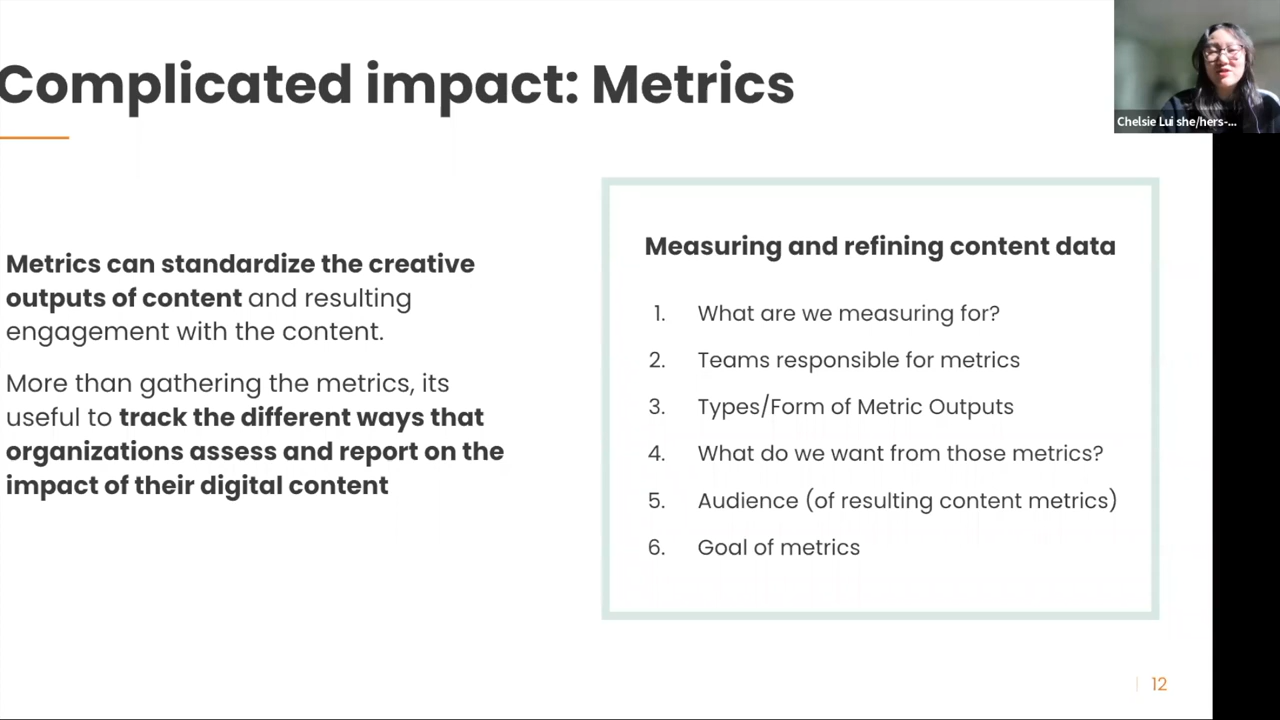 Complicated impact: Metrics
Chelsie Lui she/hers-...
Metrics can standardize the creative
outputs of content and resulting
engagement with the content.
More than gathering the metrics, its
useful to track the different ways that
organizations assess and report on the
impact of their digital content
Measuring and refining content data
1. What are we measuring for?
2. Teams responsible for metrics
3. Types/Form of Metric Outputs
4. What do we want from those metrics?
5. Audience (of resulting content metrics)
6. Goal of metrics
| 12